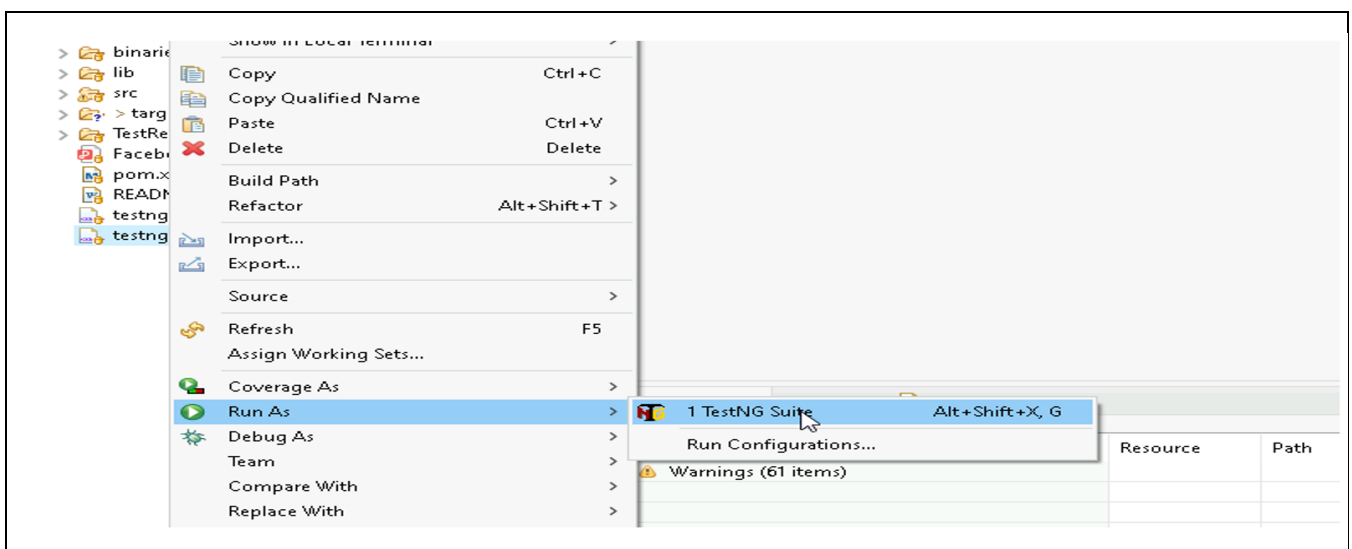 binarie
lib
src
> targ
TestRe
Faceb
pom.x
READM
testng
testng
Show in Local Terminal
Copy Ctrl+C
Copy Qualified Name
Paste Ctrl+V
Delete Delete
Build Path
Refactor Alt+Shift+T
Import...
Export...
Source
Refresh F5
Assign Working Sets...
Coverage As
Run As
Debug As
Team
Compare With
Replace With
1 TestNG Suite Alt+Shift+X, G
Run Configurations...
Resource Path
Warnings (61 items)